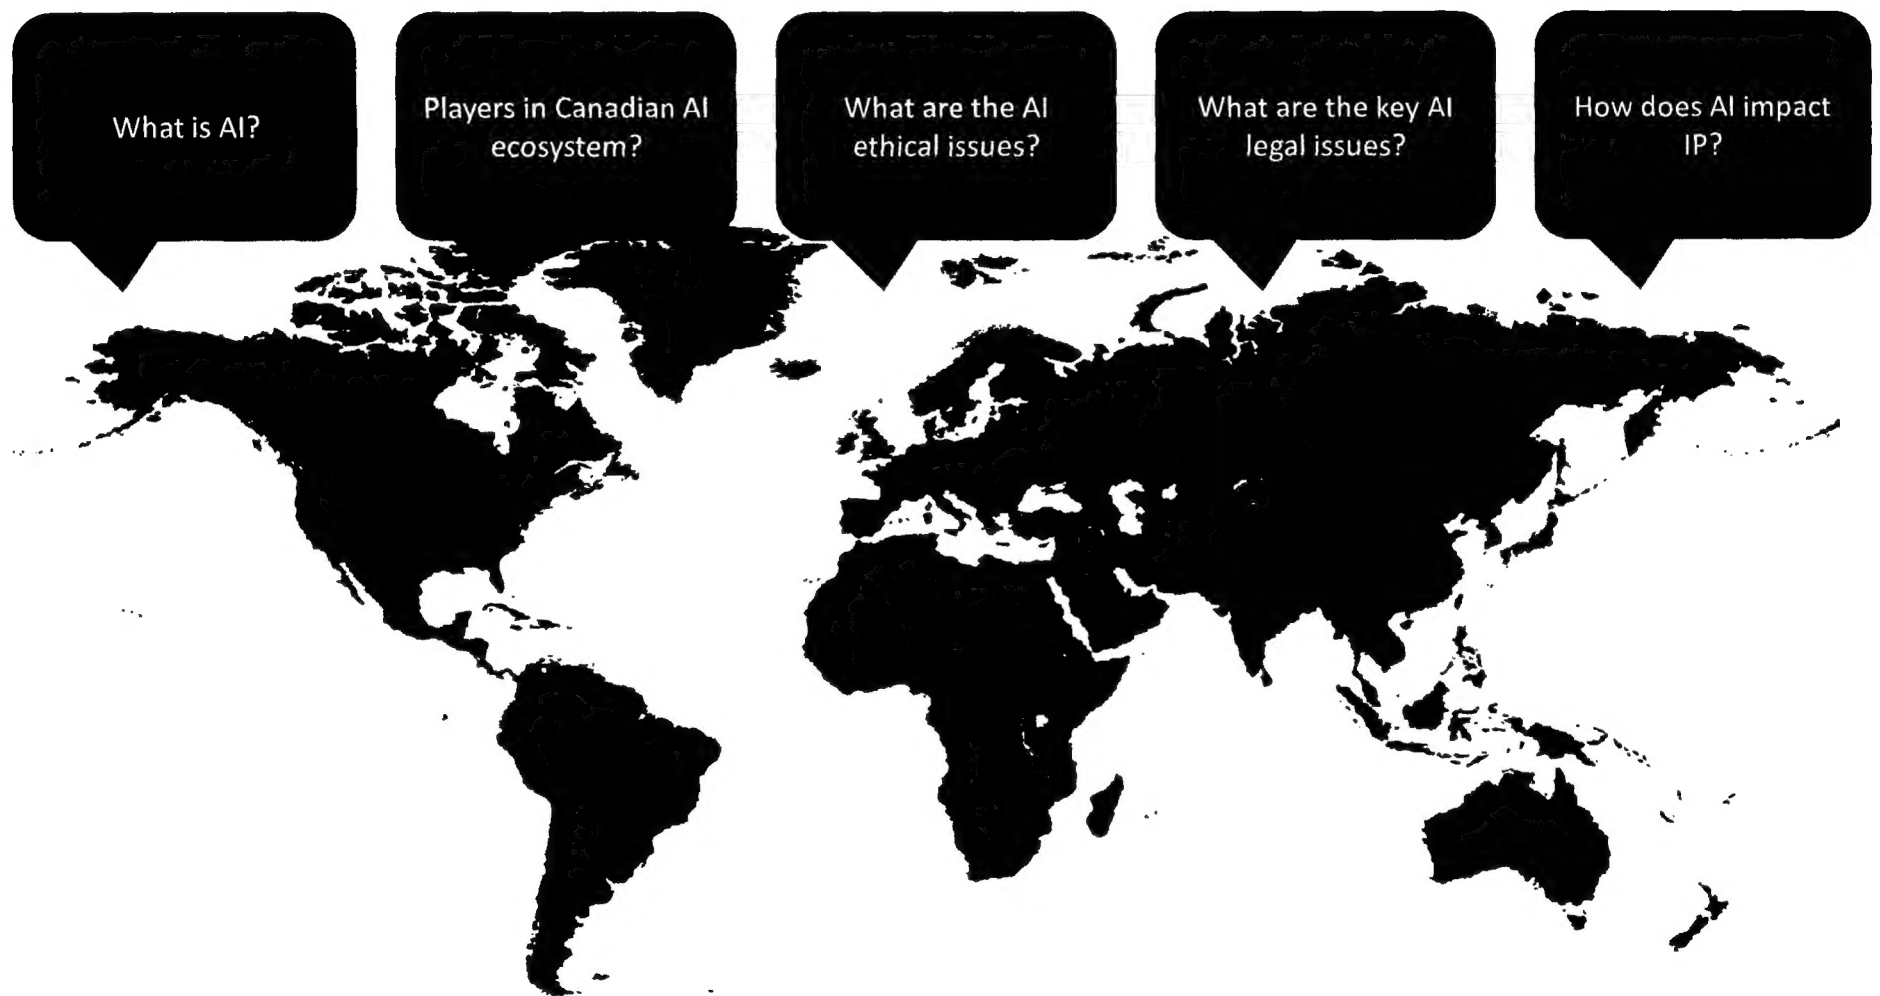 What is AI?
Players in Canadian AI
ecosystem?
What are the AI
ethical issues?
What are the key AI
legal issues?
How does AI impact
IP?